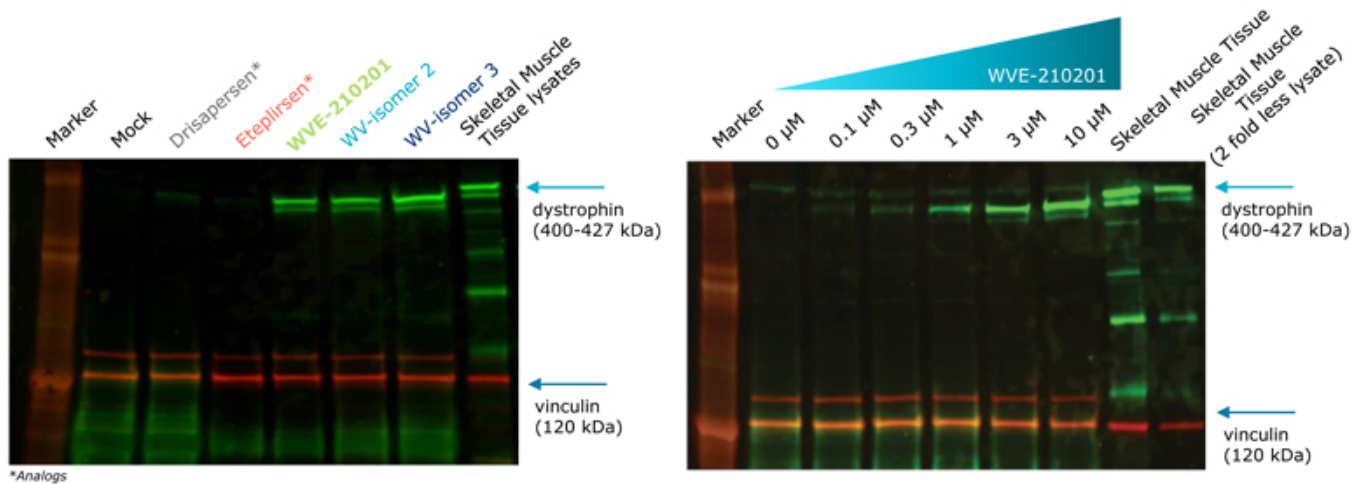 Marker
Mock
Drisapersen*
Eteplirsen*
WVE-210201
WV-isomer 2
WV-isomer 3
Skeletal Muscle
Tissue lysates
dystrophin
(400-427 kDa)
vinculin
(120 kDa)
*Analogs
WVE-210201
Marker
0 µM
0.1 µM
0.3 µM
1 µM
3 µM
10 µM
Skeletal Muscle Tissue
Skeletal Muscle
Tissue
(2 fold less lysate)
dystrophin
(400-427 kDa)
vinculin
(120 kDa)